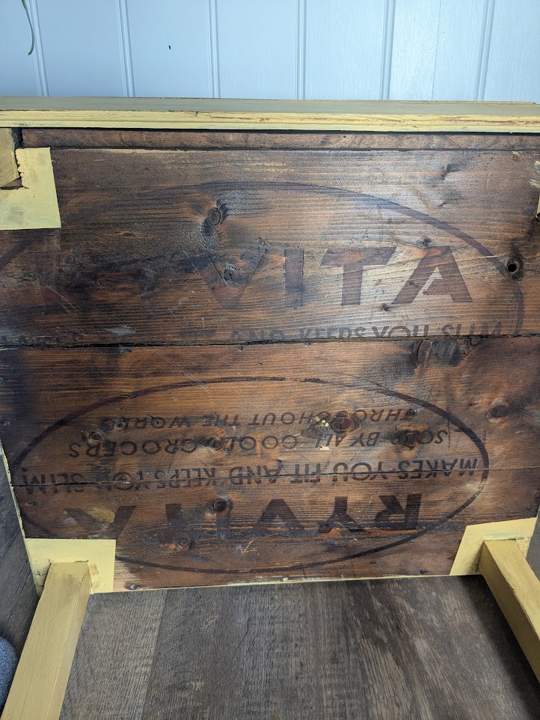 RYVITA
AND KEEPS YOU SLIM
RYVITA
MAKES YOU FIT AND KEEPS YOU SLIM
SOLD BY ALL GOOD GROCERS
THROUGHOUT THE WORLD